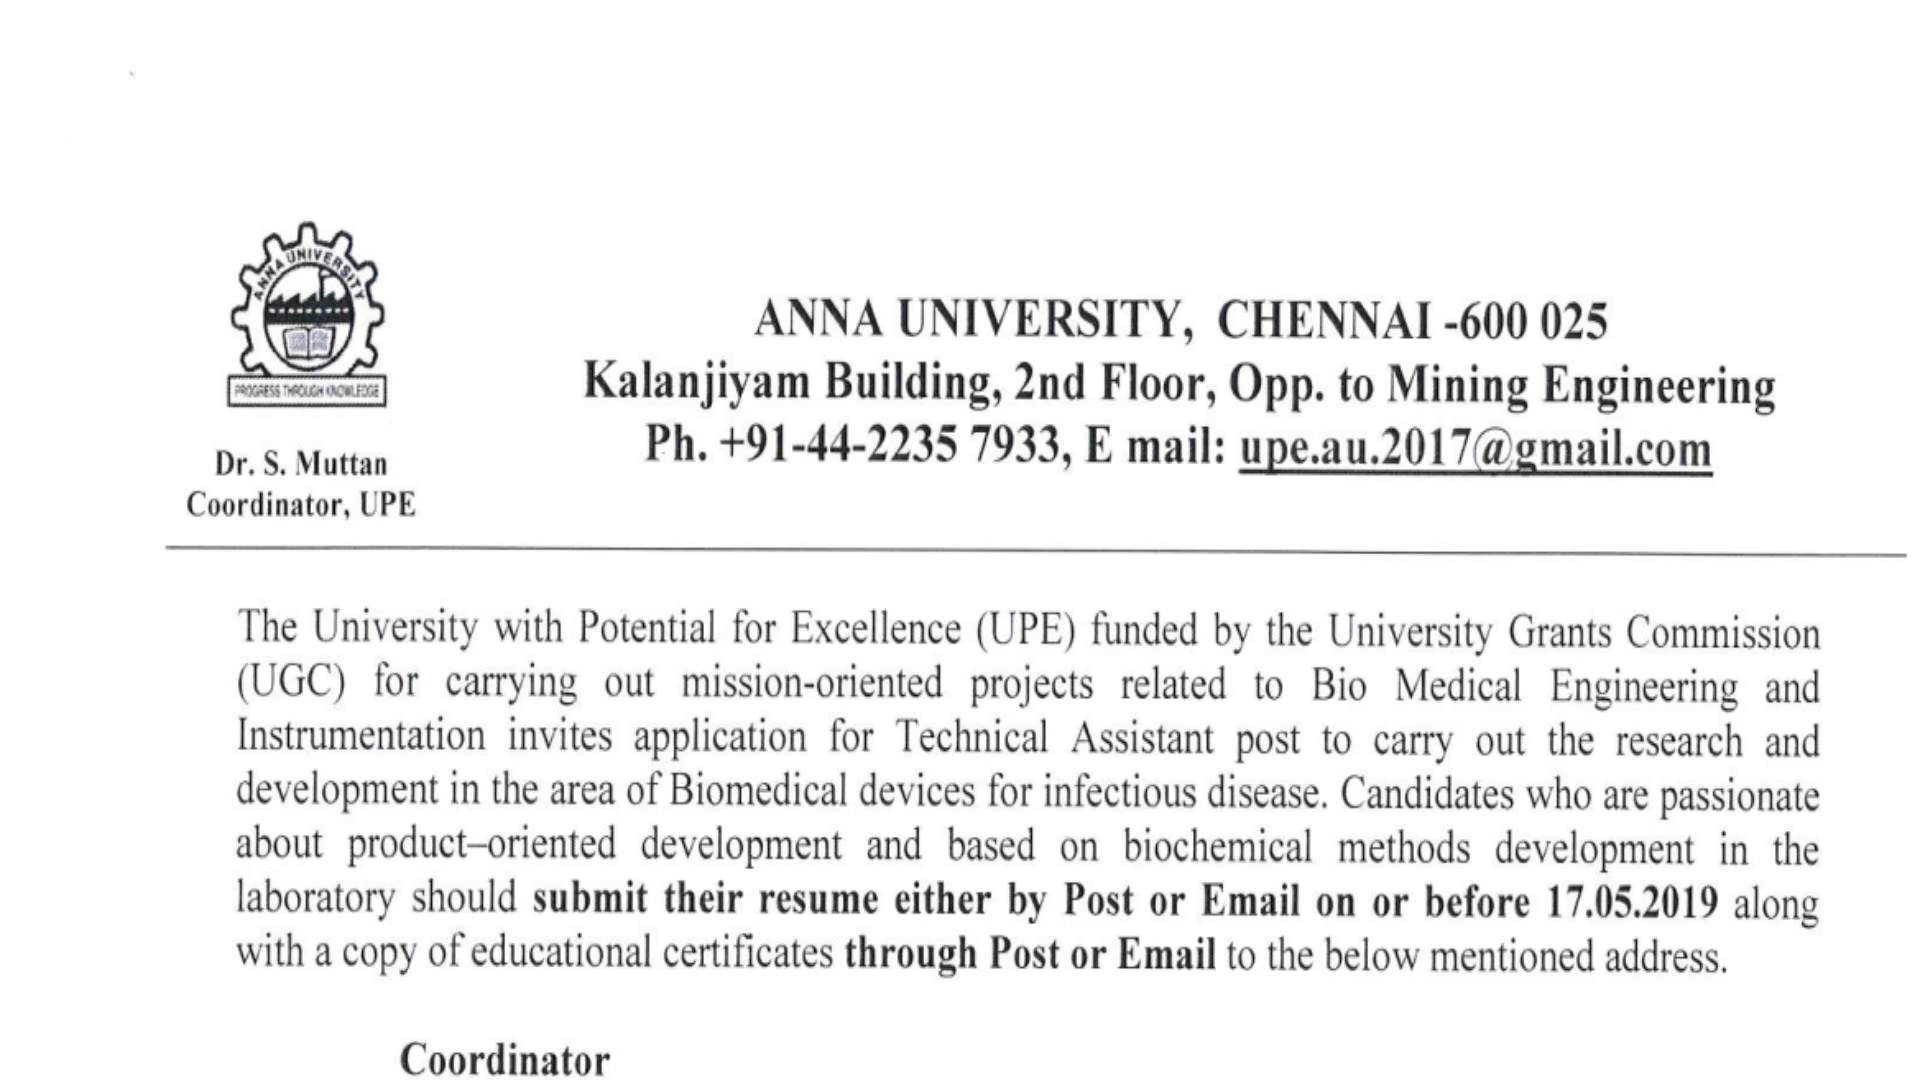 ANNA UNIVERSITY
PROGRESS THROUGH KNOWLEDGE
Dr. S. Muttan
Coordinator, UPE
ANNA UNIVERSITY, CHENNAI -600 025
Kalanjiyam Building, 2nd Floor, Opp. to Mining Engineering
Ph. +91-44-2235 7933, E mail: upe.au.2017@gmail.com
The University with Potential for Excellence (UPE) funded by the University Grants Commission
(UGC) for carrying out mission-oriented projects related to Bio Medical Engineering and
Instrumentation invites application for Technical Assistant post to carry out the research and
development in the area of Biomedical devices for infectious disease. Candidates who are passionate
about product–oriented development and based on biochemical methods development in the
laboratory should submit their resume either by Post or Email on or before 17.05.2019 along
with a copy of educational certificates through Post or Email to the below mentioned address.
Coordinator